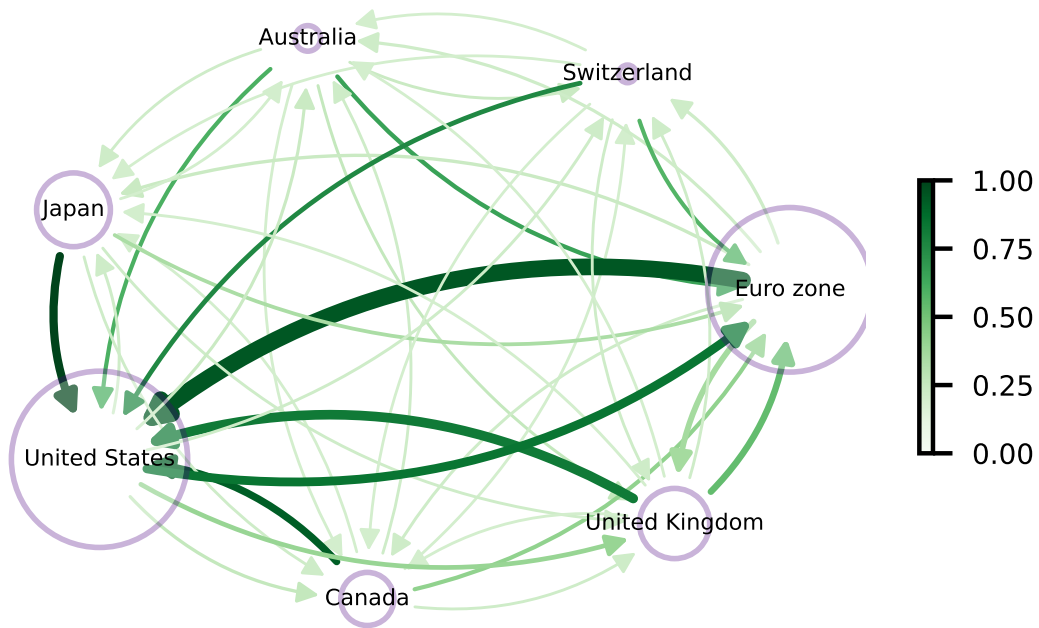 Australia
Switzerland
Japan
Euro zone
United States
United Kingdom
Canada
1.00
0.75
0.50
0.25
0.00